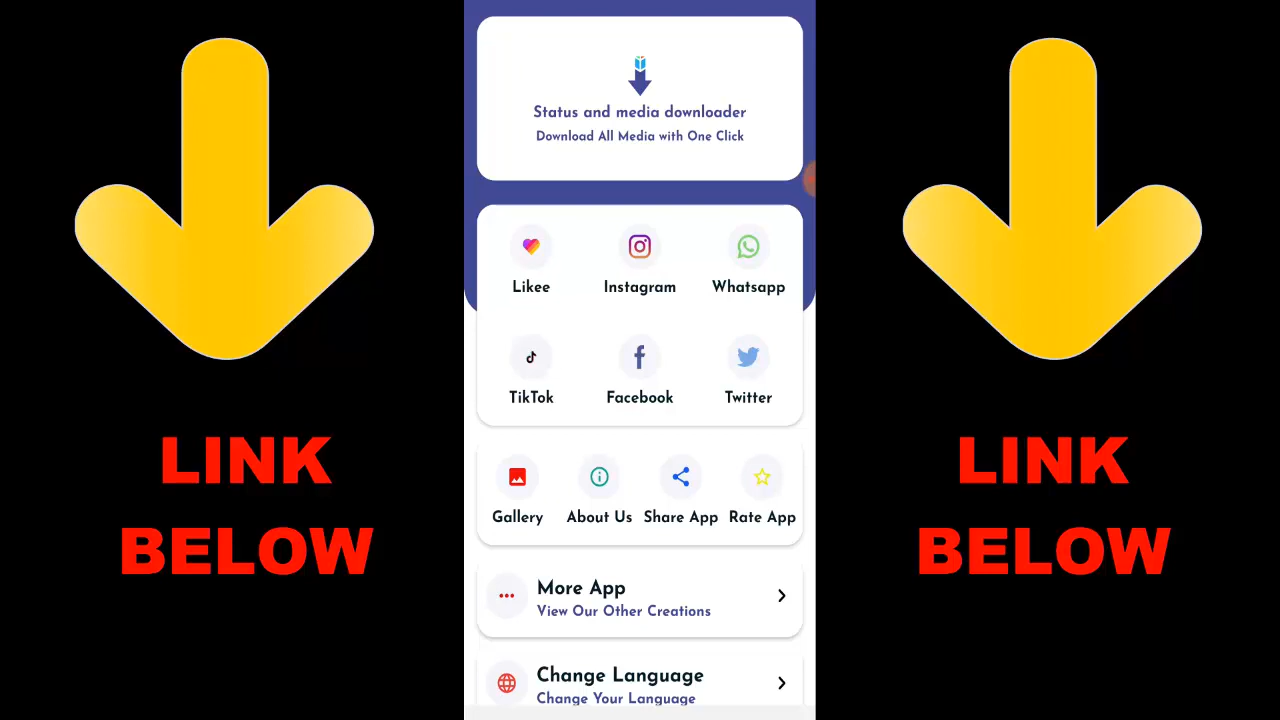 Status and media downloader
Download All Media with One Click
Likee Instagram Whatsapp
TikTok Facebook Twitter
Gallery About Us Share App Rate App
More App
View Our Other Creations
Change Language
Change Your Language
LINK
BELOW
LINK
BELOW